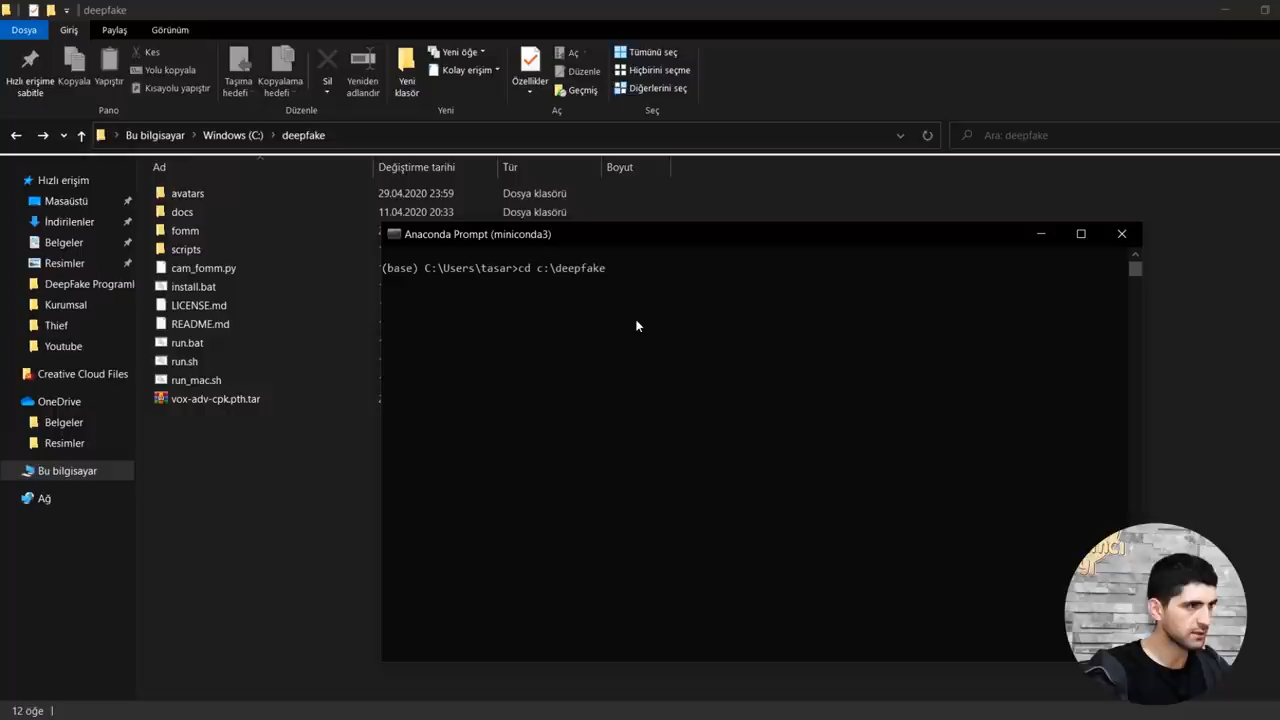 deepfake
Dosya Giriş Paylaş Görünüm
Hızlı erişime sabitle
Kopyala
Yapıştır
Kes
Yolu kopyala
Kısayolu yapıştır
Pano
Taşıma hedefi
Kopyalama hedefi
Sil
Yeniden adlandır
Düzenle
Yeni klasör
Yeni öğe
Kolay erişim
Yeni
Özellikler
Aç
Düzenle
Geçmiş
Aç
Tümünü seç
Hiçbirini seçme
Diğerlerini seç
Seç
Bu bilgisayar Windows (C:) deepfake
Ara: deepfake
Hızlı erişim
Masaüstü
İndirilenler
Belgeler
Resimler
DeepFake Programl
Kurumsal
Thief
Youtube
Creative Cloud Files
OneDrive
Belgeler
Resimler
Bu bilgisayar
Ağ
Ad Değiştirme tarihi Tür Boyut
avatars 29.04.2020 23:59 Dosya klasörü
docs 11.04.2020 20:33 Dosya klasörü
fomm
scripts
cam_fomm.py
install.bat
LICENSE.md
README.md
run.bat
run.sh
run_mac.sh
vox-adv-cpk.pth.tar
Anaconda Prompt (miniconda3)
(base) C:\Users\tasar>cd c:\deepfake
12 öğe